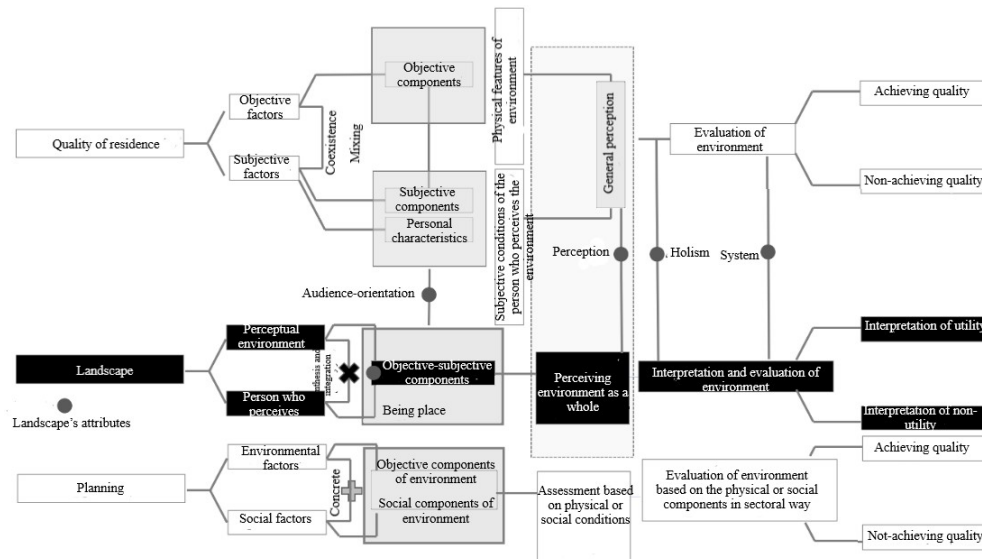 Quality of residence
Objective
factors
Subjective
factors
Coexistence
Mixing
Objective
components
Subjective
components
Personal
characteristics
Physical features of
environment
Subjective conditions of the
person who perceives the
environment
General perception
Perception
Holism
System
Evaluation of
environment
Achieving quality
Non-achieving quality
Audience-orientation
Landscape
Landscape's attributes
Perceptual
environment
Person who
perceives
nthesis and
integration
Objective-subjective
components
Being place
Perceiving
environment as a
whole
Interpretation and evaluation of
environment
Interpretation of utility
Interpretation of non-
utility
Planning
Environmental
factors
Social factors
Concrete
Objective components
of environment
Social components of
environment
Assessment based
on physical or
social conditions
Evaluation of environment
based on the physical or social
components in sectoral way
Achieving quality
Not-achieving quality